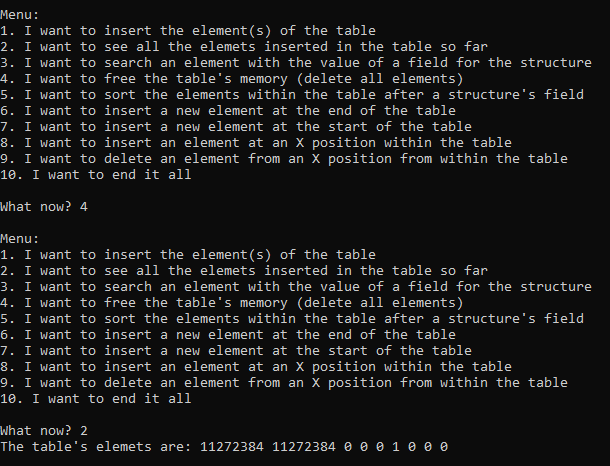 Menu:
1. I want to insert the element(s) of the table
2. I want to see all the elemets inserted in the table so far
3. I want to search an element with the value of a field for the structure
4. I want to free the table's memory (delete all elements)
5. I want to sort the elements within the table after a structure's field
6. I want to insert a new element at the end of the table
7. I want to insert a new element at the start of the table
8. I want to insert an element at an X position within the table
9. I want to delete an element from an X position from within the table
10. I want to end it all
What now? 4
Menu:
1. I want to insert the element(s) of the table
2. I want to see all the elemets inserted in the table so far
3. I want to search an element with the value of a field for the structure
4. I want to free the table's memory (delete all elements)
5. I want to sort the elements within the table after a structure's field
6. I want to insert a new element at the end of the table
7. I want to insert a new element at the start of the table
8. I want to insert an element at an X position within the table
9. I want to delete an element from an X position from within the table
10. I want to end it all
What now? 2
The table's elemets are: 11272384 11272384 0 0 0 1 0 0 0